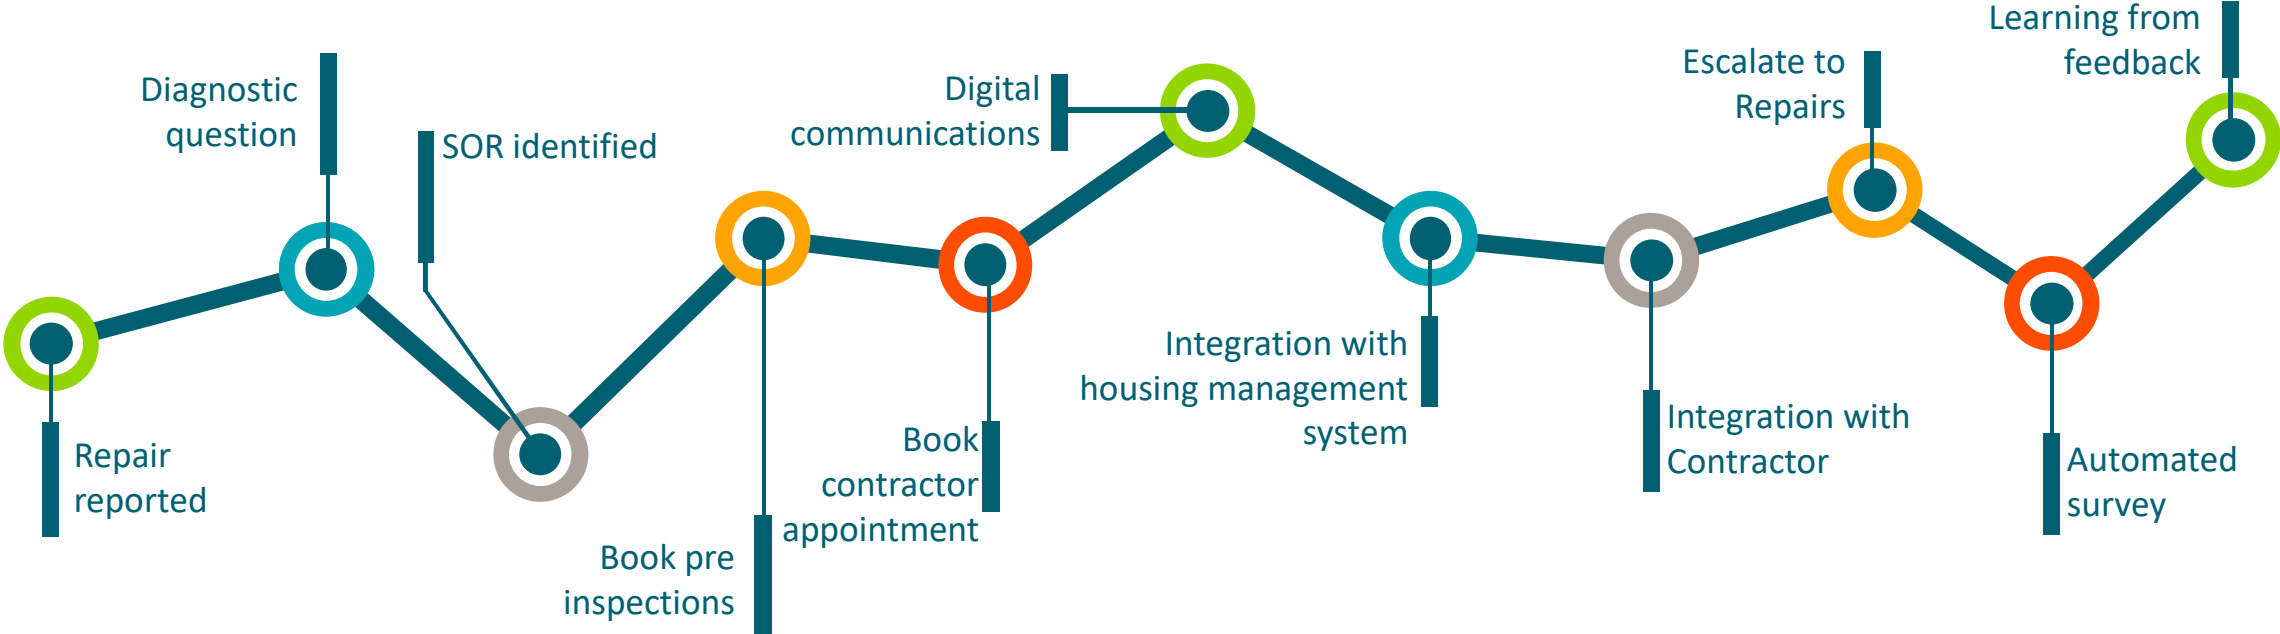 Repair
reported
Diagnostic
question
SOR identified
Book pre
inspections
Book
contractor
appointment
Digital
communications
Integration with
housing management
system
Integration with
Contractor
Escalate to
Repairs
Automated
survey
Learning from
feedback